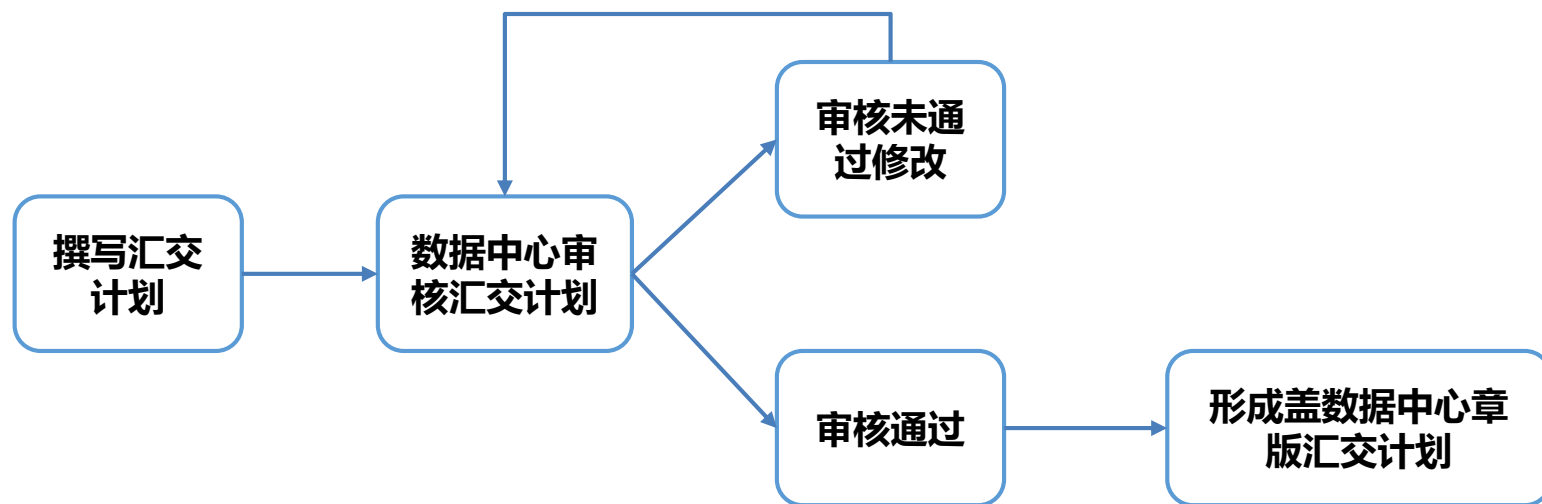 撰写汇交
计划
数据中心审
核汇交计划
审核未通
过修改
审核通过
形成盖数据中心章
版汇交计划